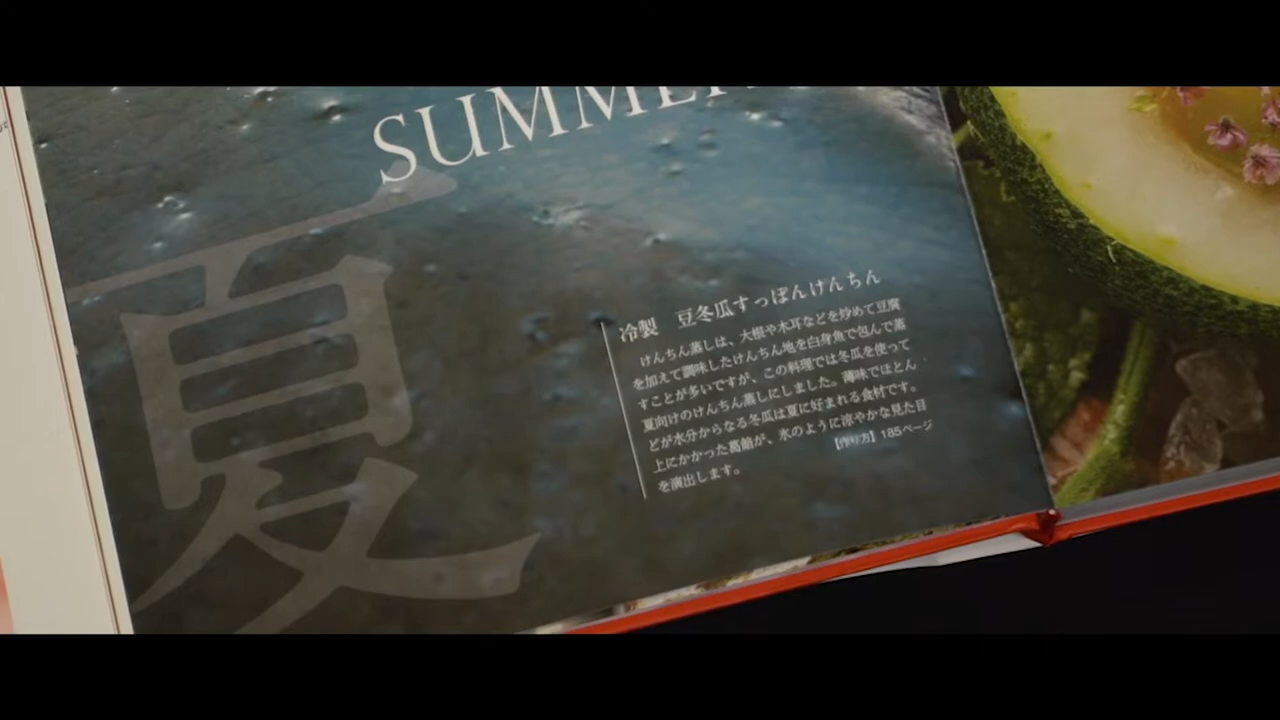 SUMMER
夏
冷製 豆冬瓜すっぽんけんちん
けんちん蒸しは、大根や木耳などを炒めて豆腐
を加えて調味したけんちん地を白身魚で包んで蒸
すことが多いですが、この料理では冬瓜を使って
夏向けのけんちん蒸しにしました。薄味でほとん
どが水分からなる冬瓜は夏に好まれる食材です。
上にかかった葛餡が、氷のように涼やかな見た目
を演出します。
【作り方】185ページ